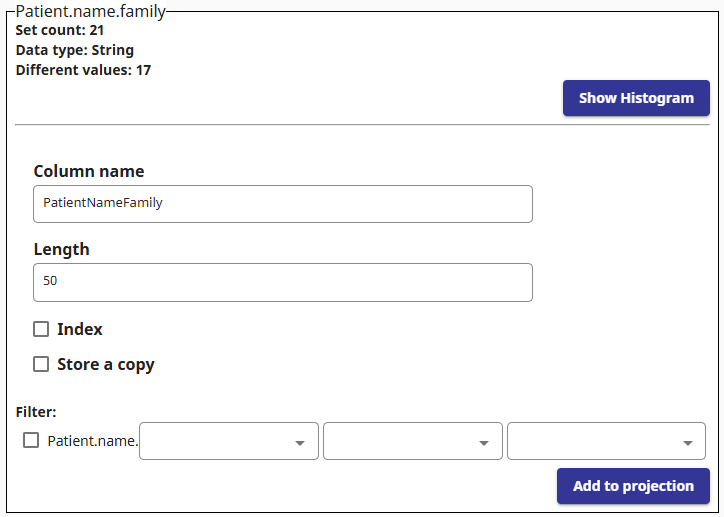 Patient.name.family
Set count: 21
Data type: String
Different values: 17
Show Histogram
Column name
PatientNameFamily
Length
50
Index
Store a copy
Filter:
Patient.name.
Add to projection